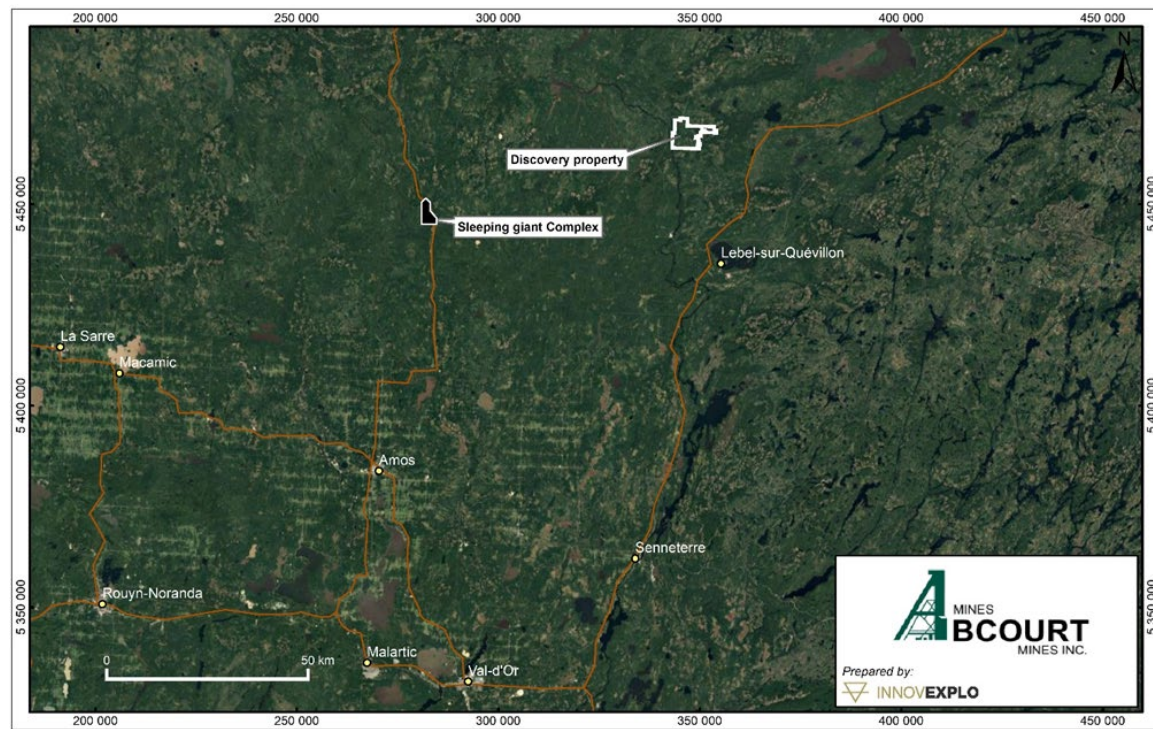 200 000 250 000 300 000 350 000 400 000 450 000
N
Discovery property
5 450 000 5 450 000
Sleeping giant Complex
Lebel-sur-Quévillon
La Sarre
Macamic
5 400 000 5 400 000
Amos
Senneterre
Rouyn-Noranda
5 350 000 5 350 000
Malartic
Val-d'Or
0 50 km
MINES
ABCOURT
MINES INC.
Prepared by:
INNOVEXPLO
200 000 250 000 300 000 350 000 400 000 450 000